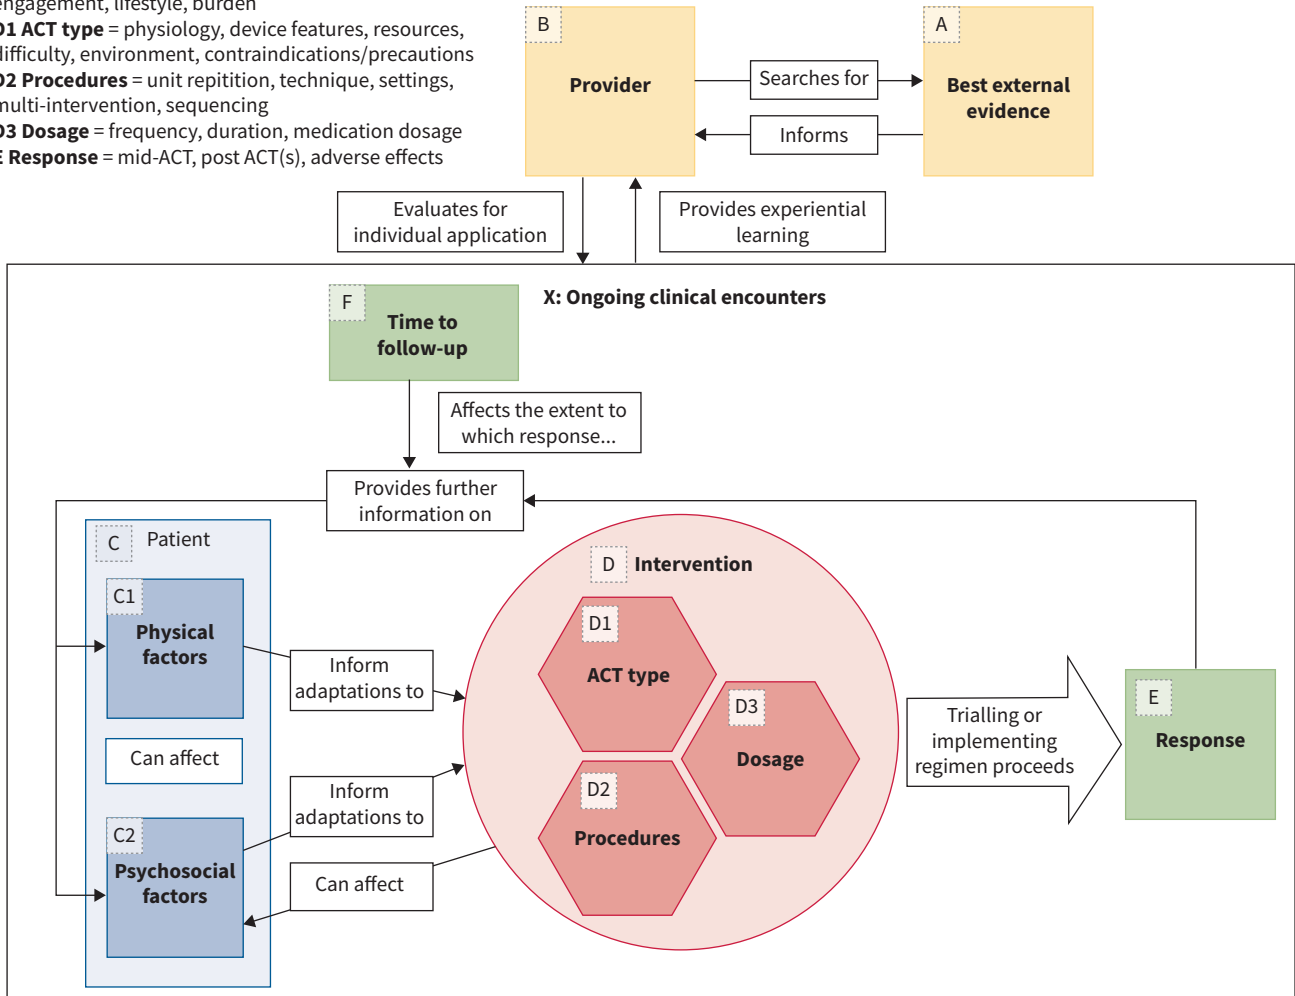 engagement, lifestyle, burden
D1 ACT type = physiology, device features, resources,
difficulty, environment, contraindications/precautions
D2 Procedures = unit repitition, technique, settings,
multi-intervention, sequencing
D3 Dosage = frequency, duration, medication dosage
E Response = mid-ACT, post ACT(s), adverse effects
B
Provider
Searches for
Informs
A
Best external
evidence
Evaluates for
individual application
Provides experiential
learning
X: Ongoing clinical encounters
F
Time to
follow-up
Affects the extent to
which response...
Provides further
information on
C
Patient
C1
Physical
factors
Can affect
C2
Psychosocial
factors
Inform
adaptations to
Inform
adaptations to
Can affect
D
Intervention
D1
ACT type
D3
Dosage
D2
Procedures
Trialling or
implementing
regimen proceeds
E
Response